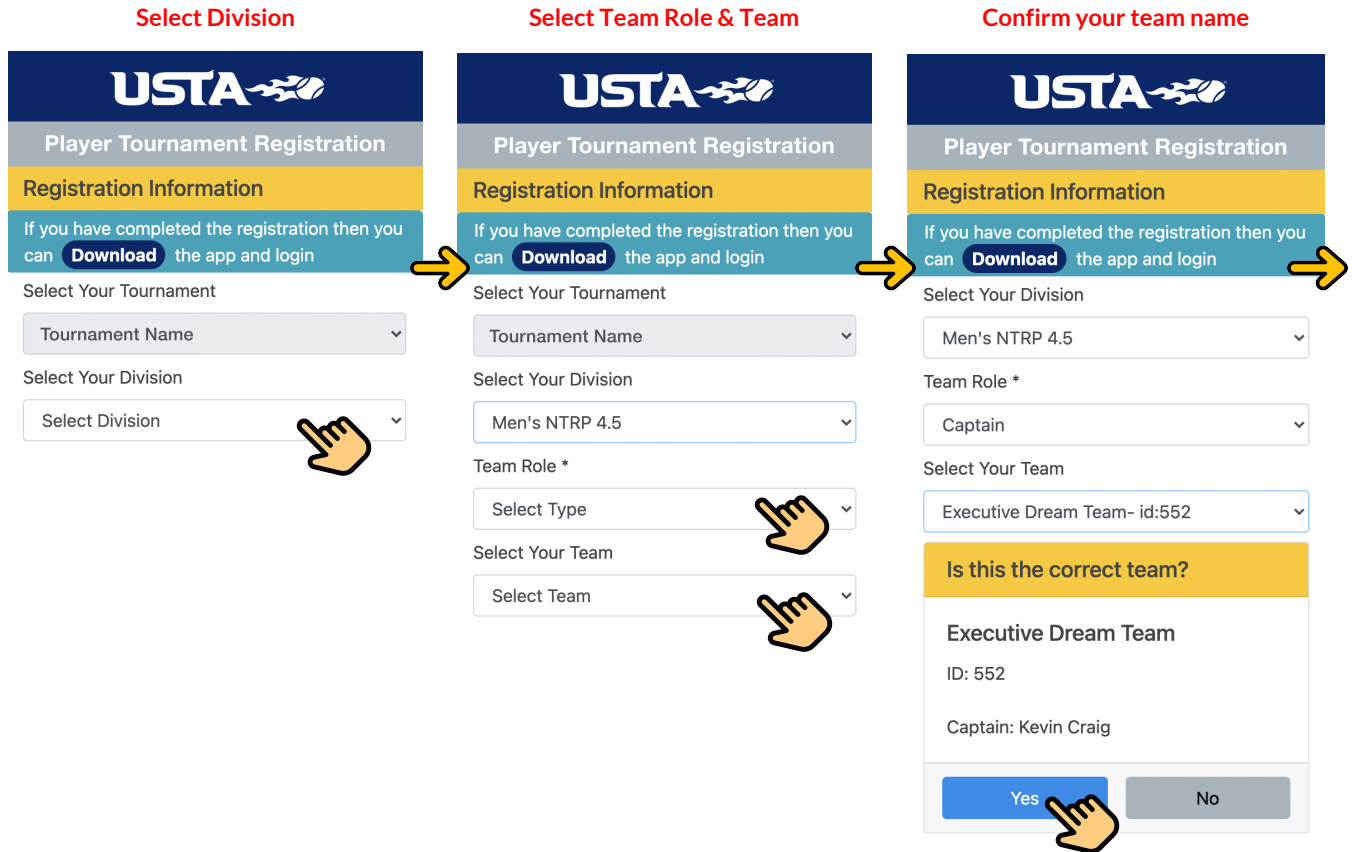 Select Division
USTA
Player Tournament Registration
Registration Information
If you have completed the registration then you
can Download the app and login
Select Your Tournament
Tournament Name
Select Your Division
Select Division
Select Team Role & Team
USTA
Player Tournament Registration
Registration Information
If you have completed the registration then you
can Download the app and login
Select Your Tournament
Tournament Name
Select Your Division
Men's NTRP 4.5
Team Role *
Select Type
Select Your Team
Select Team
Confirm your team name
USTA
Player Tournament Registration
Registration Information
If you have completed the registration then you
can Download the app and login
Select Your Division
Men's NTRP 4.5
Team Role *
Captain
Select Your Team
Executive Dream Team- id:552
Is this the correct team?
Executive Dream Team
ID: 552
Captain: Kevin Craig
Yes
No